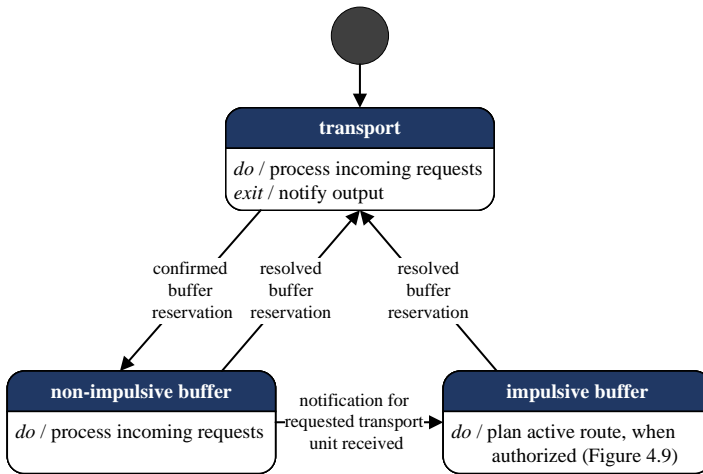 transport
do / process incoming requests
exit / notify output
confirmed
buffer
reservation
resolved
buffer
reservation
resolved
buffer
reservation
non-impulsive buffer
do / process incoming requests
notification for
requested transport
unit received
impulsive buffer
do / plan active route, when
authorized (Figure 4.9)